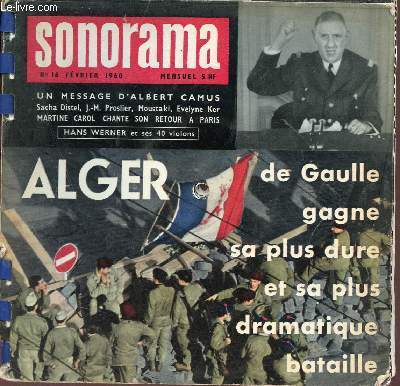 Le-livre.com
sonorama
N° 16 FÉVRIER 1960 MENSUEL 5 NF
UN MESSAGE D'ALBERT CAMUS
Sacha Distel, J.-M. Proslier, Moustaki, Evelyne Ker
MARTINE CAROL CHANTE SON RETOUR A PARIS
HANS WERNER et ses 40 violons
ALGER
de Gaulle
gagne
sa plus dure
et sa plus
dramatique
bataille